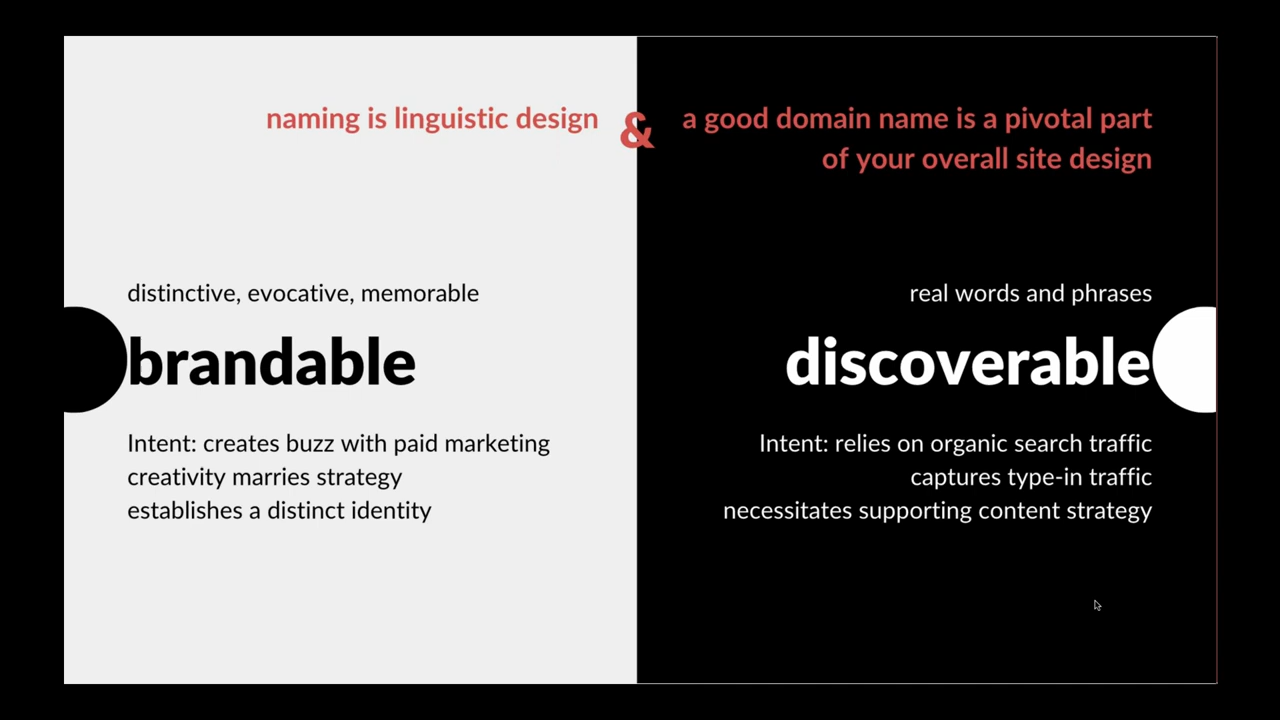 naming is linguistic design
&
a good domain name is a pivotal part
of your overall site design
distinctive, evocative, memorable
brandable
Intent: creates buzz with paid marketing
creativity marries strategy
establishes a distinct identity
real words and phrases
discoverable
Intent: relies on organic search traffic
captures type-in traffic
necessitates supporting content strategy